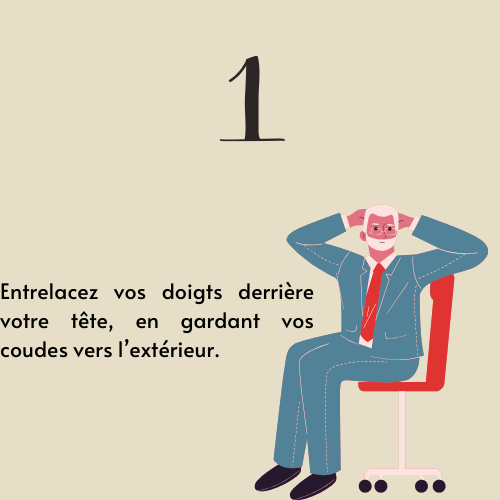 1
Entrelacez vos doigts derrière
votre tête, en gardant vos
coudes vers l’extérieur.